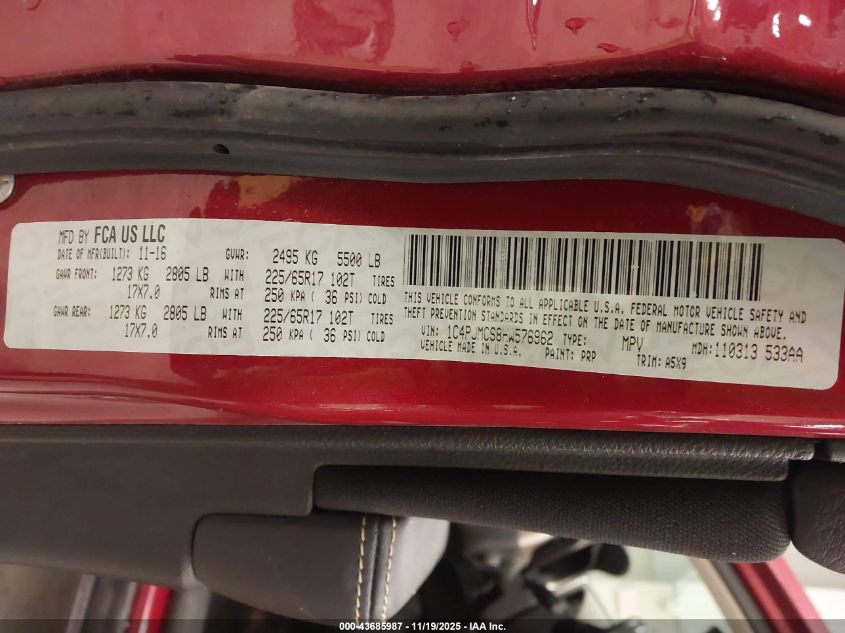 MFD BY FCA US LLC
DATE OF MFR(BUILT): 11-16 GVWR: 2495 KG 5500 LB
GAWR FRONT: 1273 KG 2805 LB WITH 225/65R17 102T TIRES
17X7.0 RIMS AT 250 KPA ( 36 PSI) COLD
GAWR REAR: 1273 KG 2805 LB WITH 225/65R17 102T TIRES
17X7.0 RIMS AT 250 KPA ( 36 PSI) COLD
THIS VEHICLE CONFORMS TO ALL APPLICABLE U.S.A. FEDERAL MOTOR VEHICLE SAFETY AND
THEFT PREVENTION STANDARDS IN EFFECT ON THE DATE OF MANUFACTURE SHOWN ABOVE.
VIN: TYPE: MPV MDH: 110313 533AA
VEHICLE MADE IN U.S.A. PAINT: PRP TRIM: A5X9
000-43685987 - 11/19/2025 - IAA Inc.